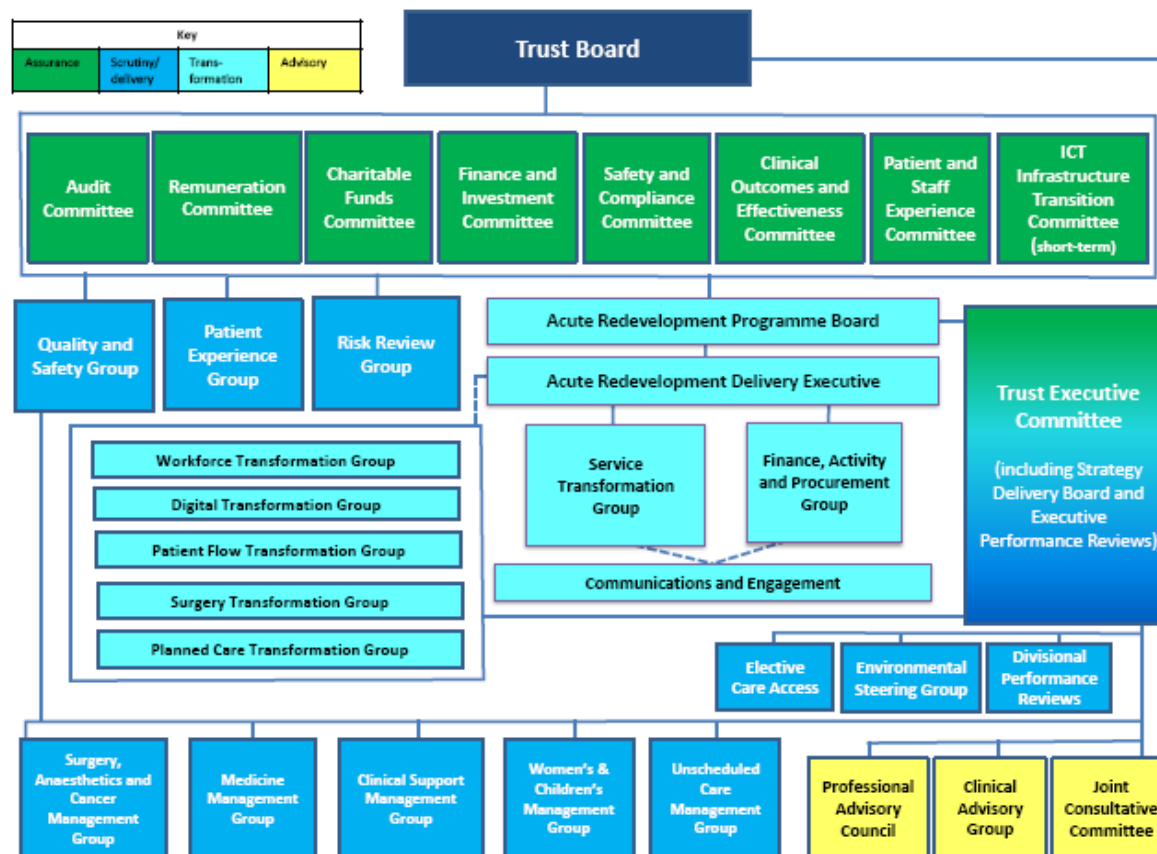 Key
Assurance
Scrutiny/
delivery
Trans-
formation
Advisory
Trust Board
Audit
Committee
Remuneration
Committee
Charitable
Funds
Committee
Finance and
Investment
Committee
Safety and
Compliance
Committee
Clinical
Outcomes and
Effectiveness
Committee
Patient and
Staff
Experience
Committee
ICT
Infrastructure
Transition
Committee
(short-term)
Quality and
Safety Group
Patient
Experience
Group
Risk Review
Group
Acute Redevelopment Programme Board
Acute Redevelopment Delivery Executive
Service
Transformation
Group
Finance, Activity
and Procurement
Group
Communications and Engagement
Trust Executive
Committee
(including Strategy
Delivery Board and
Executive
Performance Reviews)
Workforce Transformation Group
Digital Transformation Group
Patient Flow Transformation Group
Surgery Transformation Group
Planned Care Transformation Group
Elective
Care Access
Environmental
Steering Group
Divisional
Performance
Reviews
Surgery,
Anaesthetics and
Cancer
Management
Group
Medicine
Management
Group
Clinical Support
Management
Group
Women's &
Children's
Management
Group
Unscheduled
Care
Management
Group
Professional
Advisory
Council
Clinical
Advisory
Group
Joint
Consultative
Committee